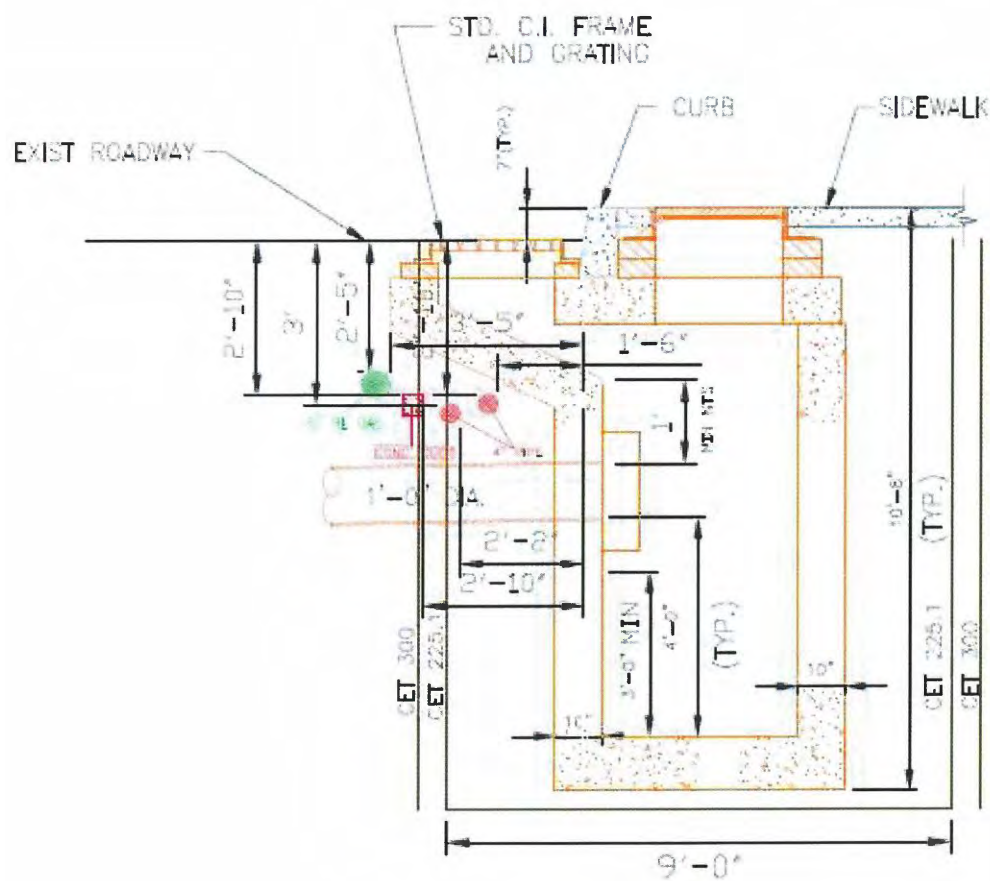 STD. C.I. FRAME
AND GRATING
CURB
SIDEWALK
EXIST ROADWAY
7"(TYP.)
2'-10"
3'
2'-5"
3'-5"
1'-6"
1'
MIN NTS
1'-0" DIA.
2'-2"
2'-10"
3'-0" MIN
4'-0"
(TYP.)
10"
10"
10'-8"
(TYP.)
CET 300
CET 225.1
CET 225.1
CET 300
9'-0"